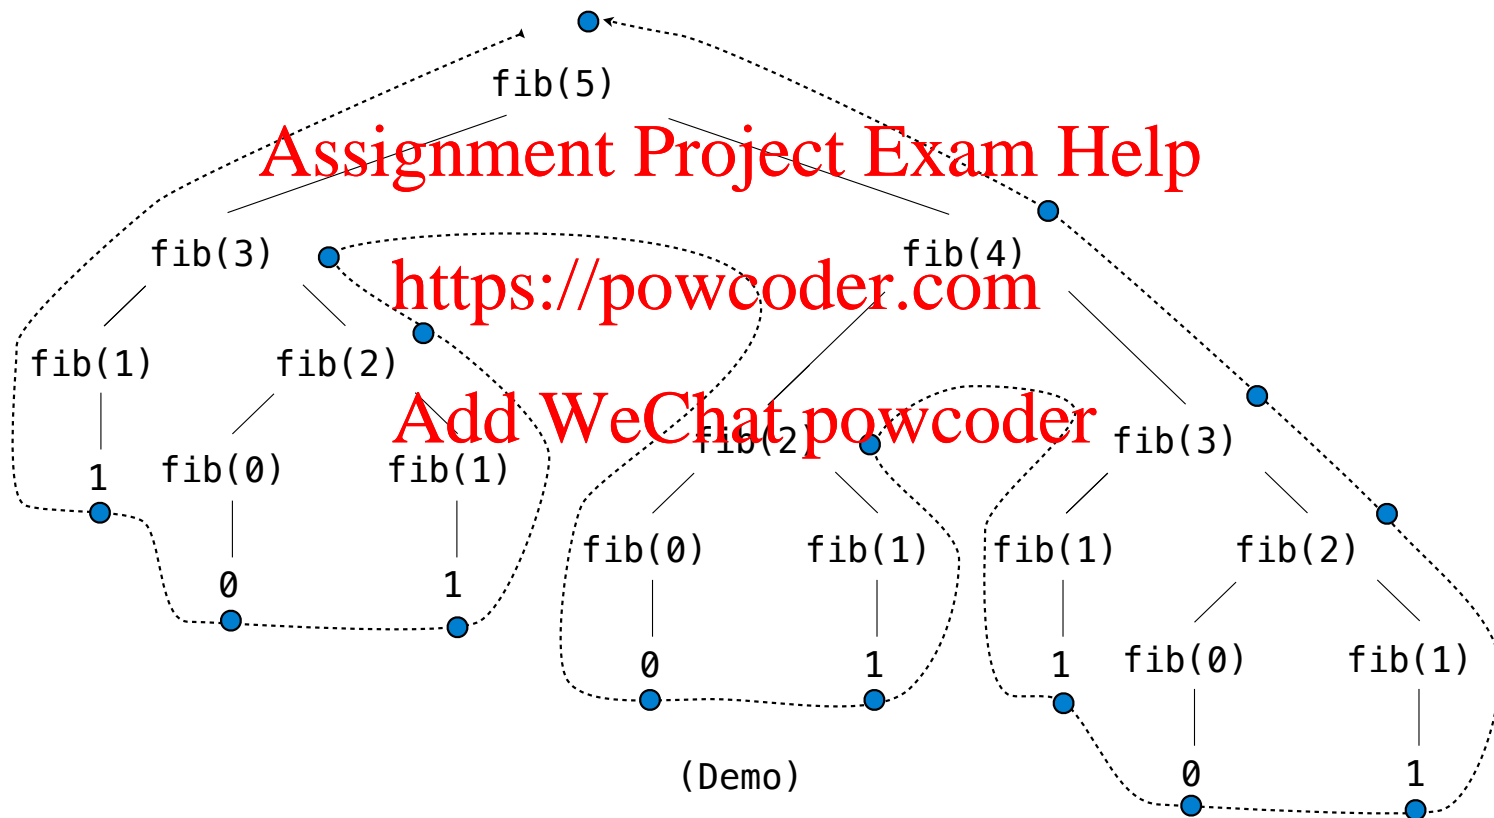 fib(5)
Assignment Project Exam Help
fib(3) fib(4)
https://powcoder.com
fib(1) fib(2)
Add WeChat powcoder
fib(2) fib(3)
1 fib(0) fib(1)
fib(0) fib(1) fib(1) fib(2)
0 1
0 1 1 fib(0) fib(1)
(Demo) 0 1